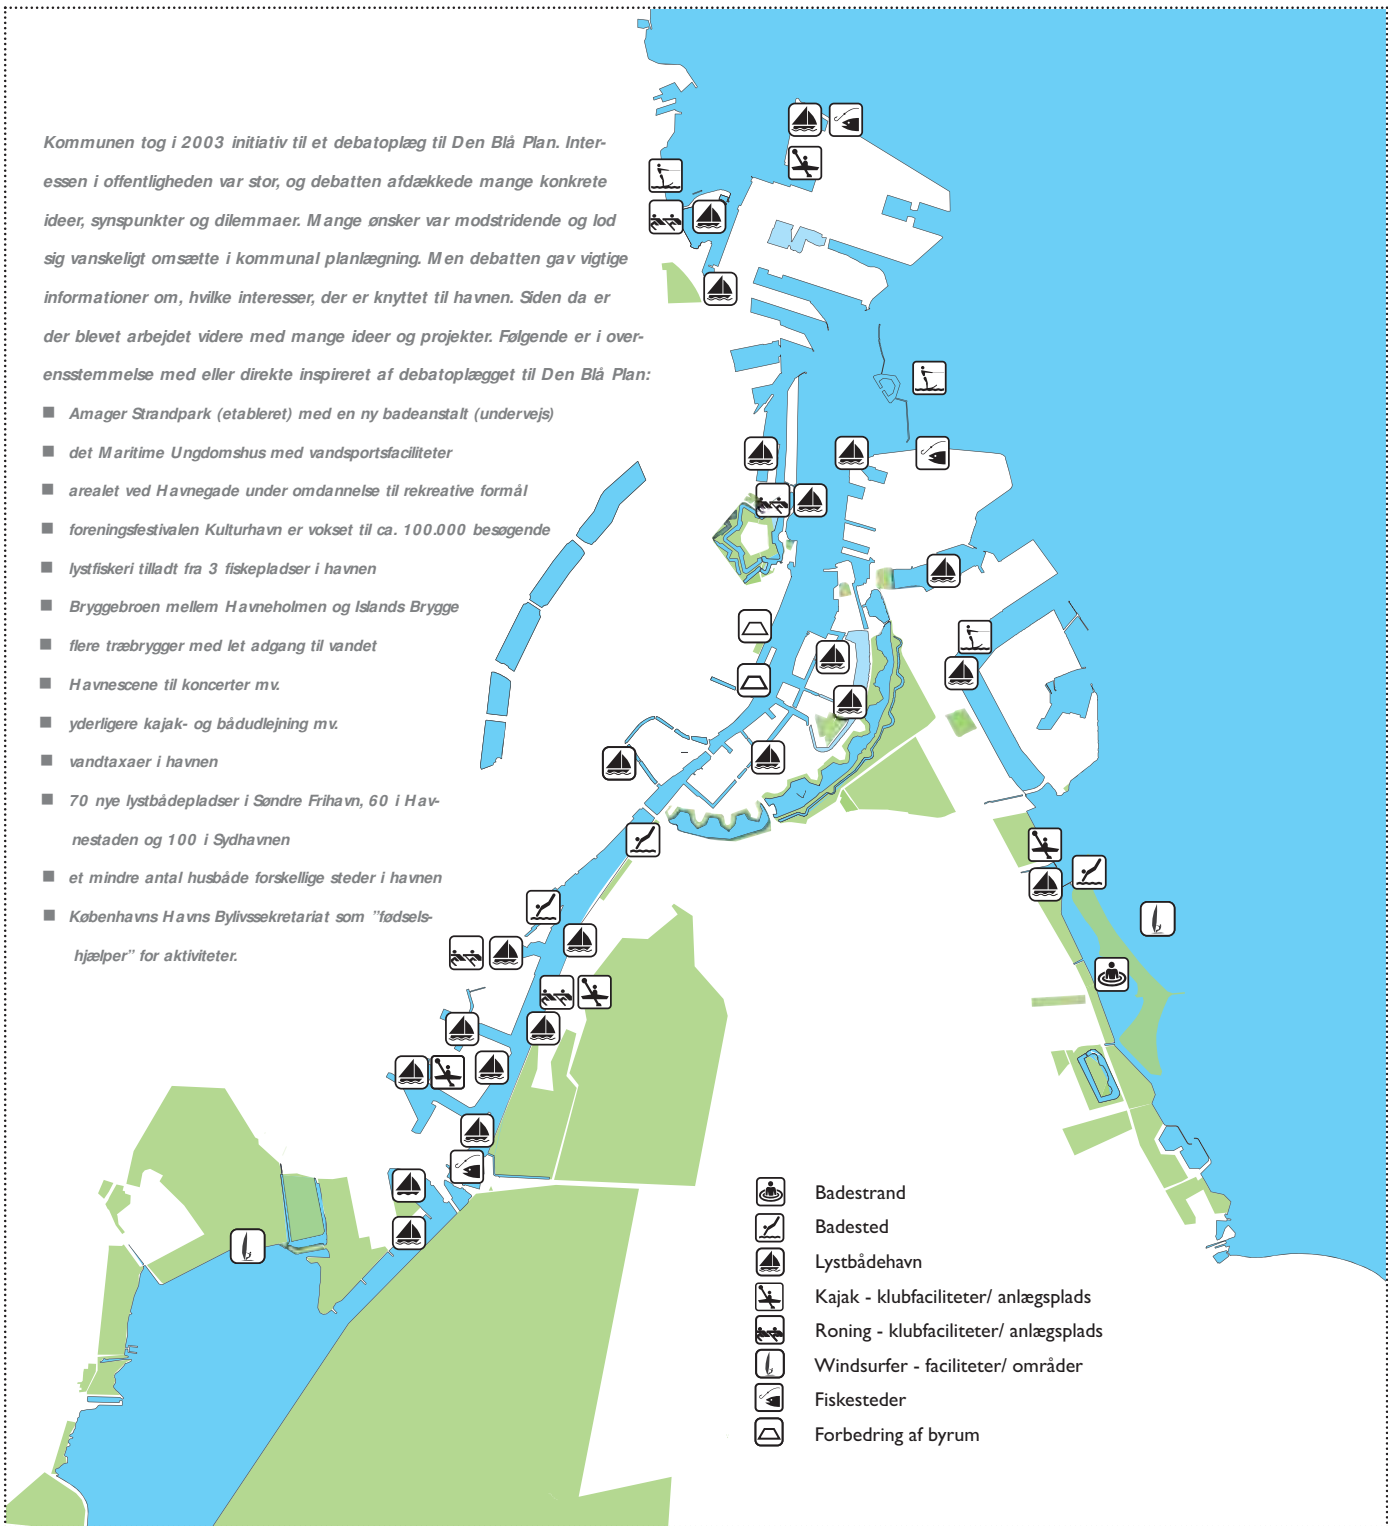 Kommunen tog i 2003 initiativ til et debatoplæg til Den Blå Plan. Inter-
essen i offentligheden var stor, og debatten afdækkede mange konkrete
ideer, synspunkter og dilemmaer. Mange ønsker var modstridende og lod
sig vanskeligt omsætte i kommunal planlægning. Men debatten gav vigtige
informationer om, hvilke interesser, der er knyttet til havnen. Siden da er
der blevet arbejdet videre med mange ideer og projekter. Følgende er i over-
ensstemmelse med eller direkte inspireret af debatoplægget til Den Blå Plan:
■ Amager Strandpark (etableret) med en ny badeanstalt (undervejs)
■ det Maritime Ungdomshus med vandsportsfaciliteter
■ arealet ved Havnegade under omdannelse til rekreative formål
■ foreningsfestivalen Kulturhavn er vokset til ca. 100.000 besøgende
■ lystfiskeri tilladt fra 3 fiskepladser i havnen
■ Bryggebroen mellem Havneholmen og Islands Brygge
■ flere træbrygger med let adgang til vandet
■ Havnescene til koncerter mv.
■ yderligere kajak- og bådudlejning mv.
■ vandtaxaer i havnen
■ 70 nye lystbådepladser i Søndre Frihavn, 60 i Hav-
nestaden og 100 i Sydhavnen
■ et mindre antal husbåde forskellige steder i havnen
■ Københavns Havns Bylivssekretariat som ”fødsels-
hjælper” for aktiviteter.
Badestrand
Badested
Lystbådehavn
Kajak - klubfaciliteter/ anlægsplads
Roning - klubfaciliteter/ anlægsplads
Windsurfer - faciliteter/ områder
Fiskesteder
Forbedring af byrum